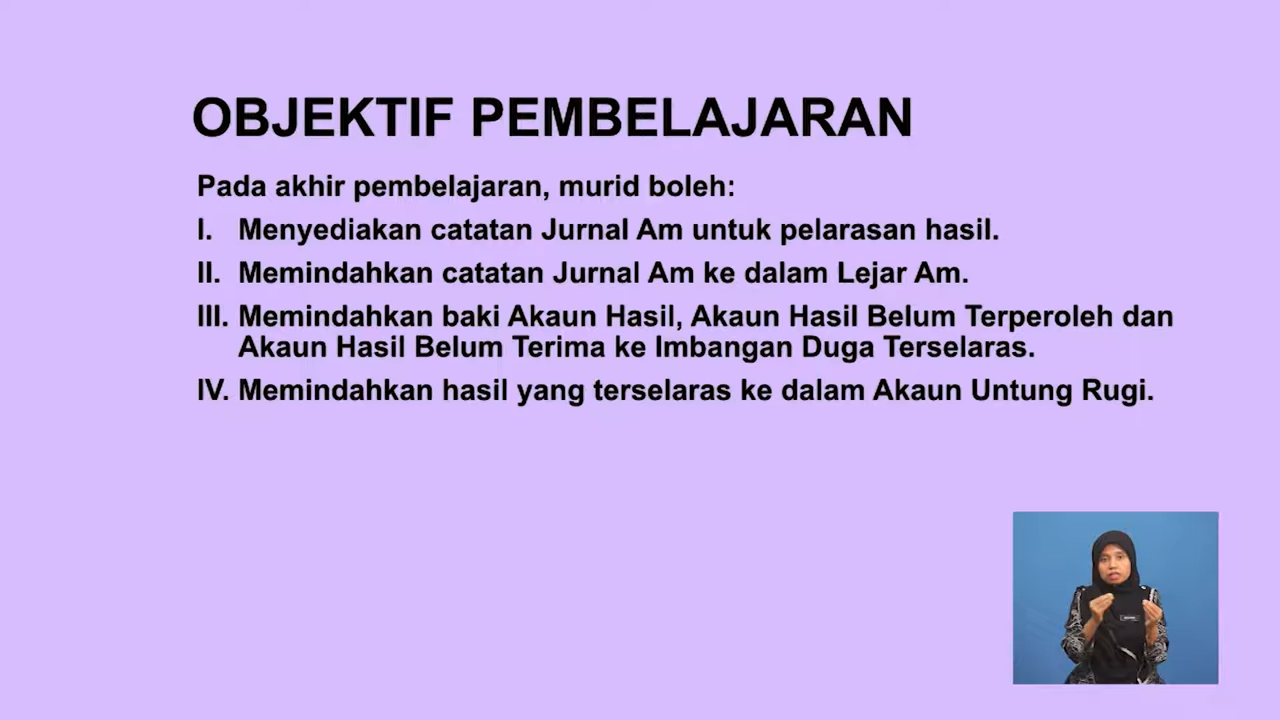 OBJEKTIF PEMBELAJARAN
Pada akhir pembelajaran, murid boleh:
I. Menyediakan catatan Jurnal Am untuk pelarasan hasil.
II. Memindahkan catatan Jurnal Am ke dalam Lejar Am.
III. Memindahkan baki Akaun Hasil, Akaun Hasil Belum Terperoleh dan
Akaun Hasil Belum Terima ke Imbangan Duga Terselaras.
IV. Memindahkan hasil yang terselaras ke dalam Akaun Untung Rugi.